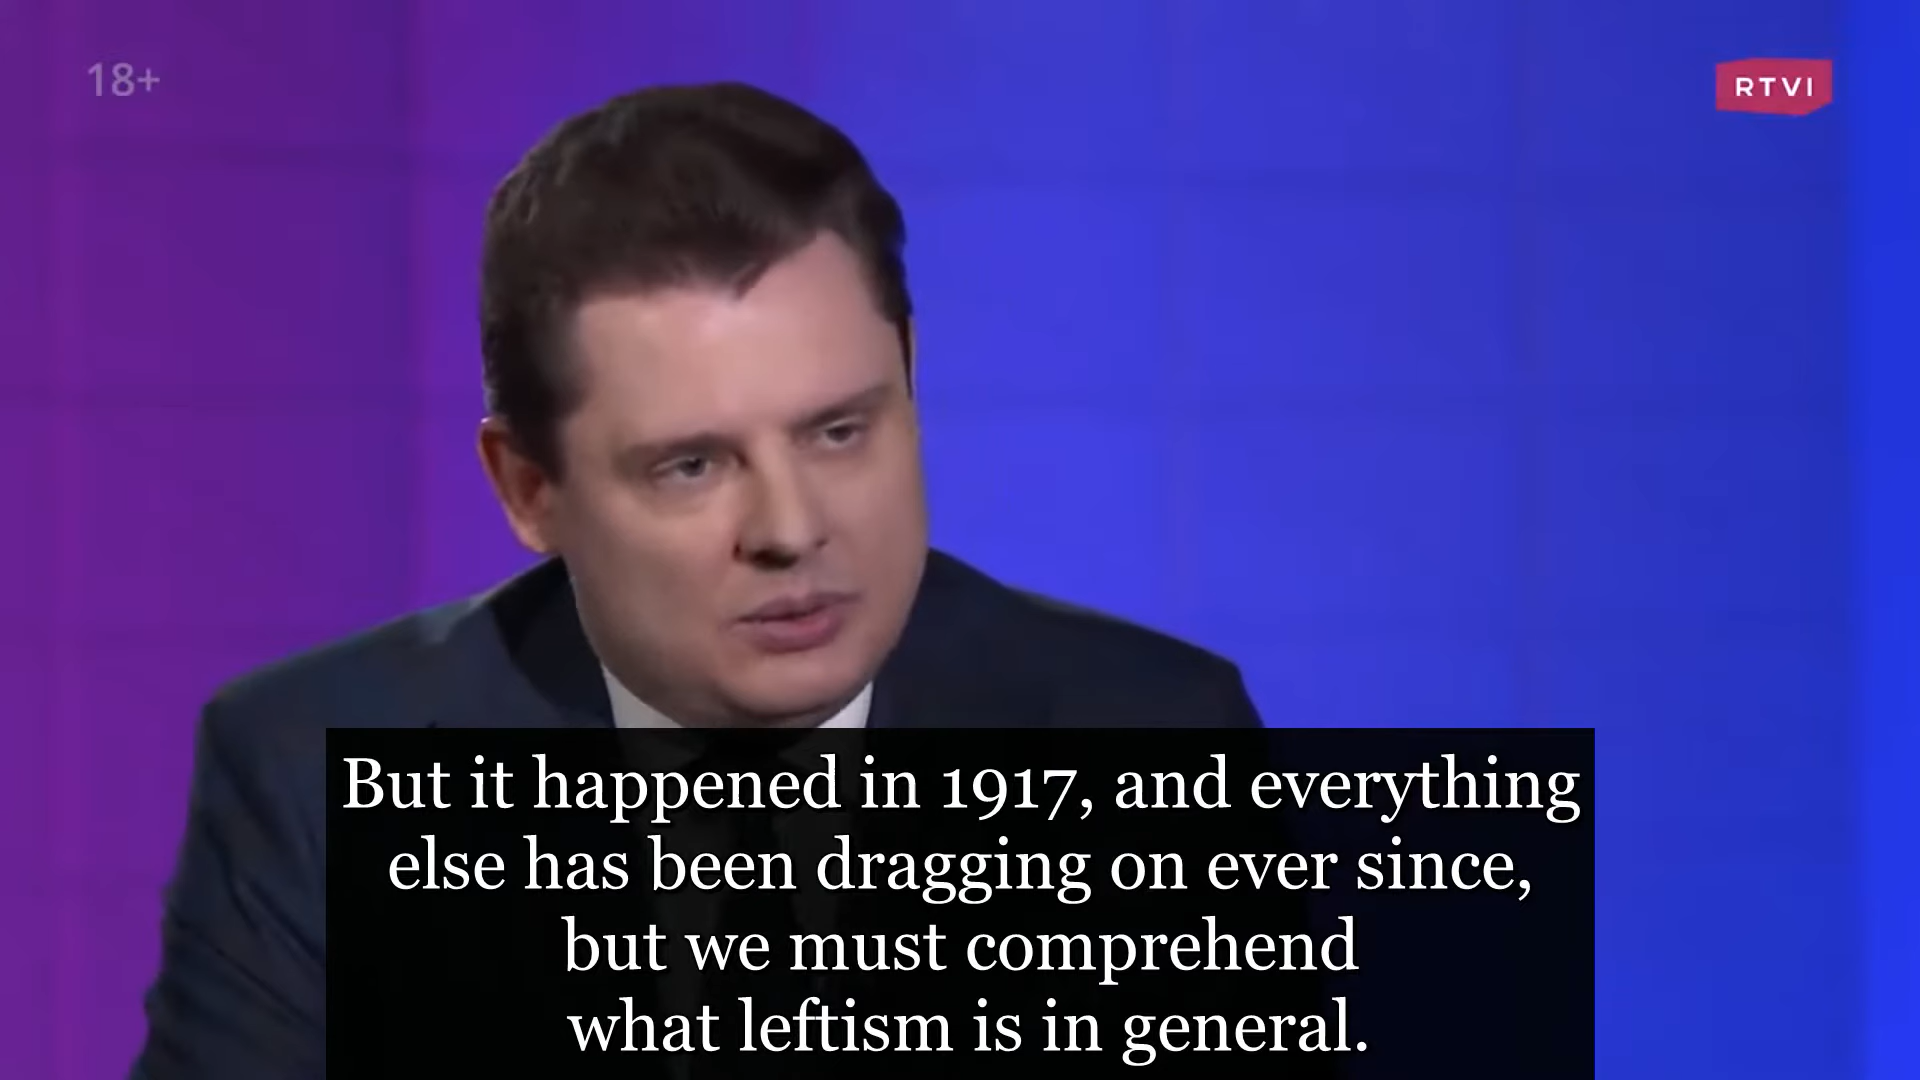 18+
RTVI
But it happened in 1917, and everything
else has been dragging on ever since,
but we must comprehend
what leftism is in general.